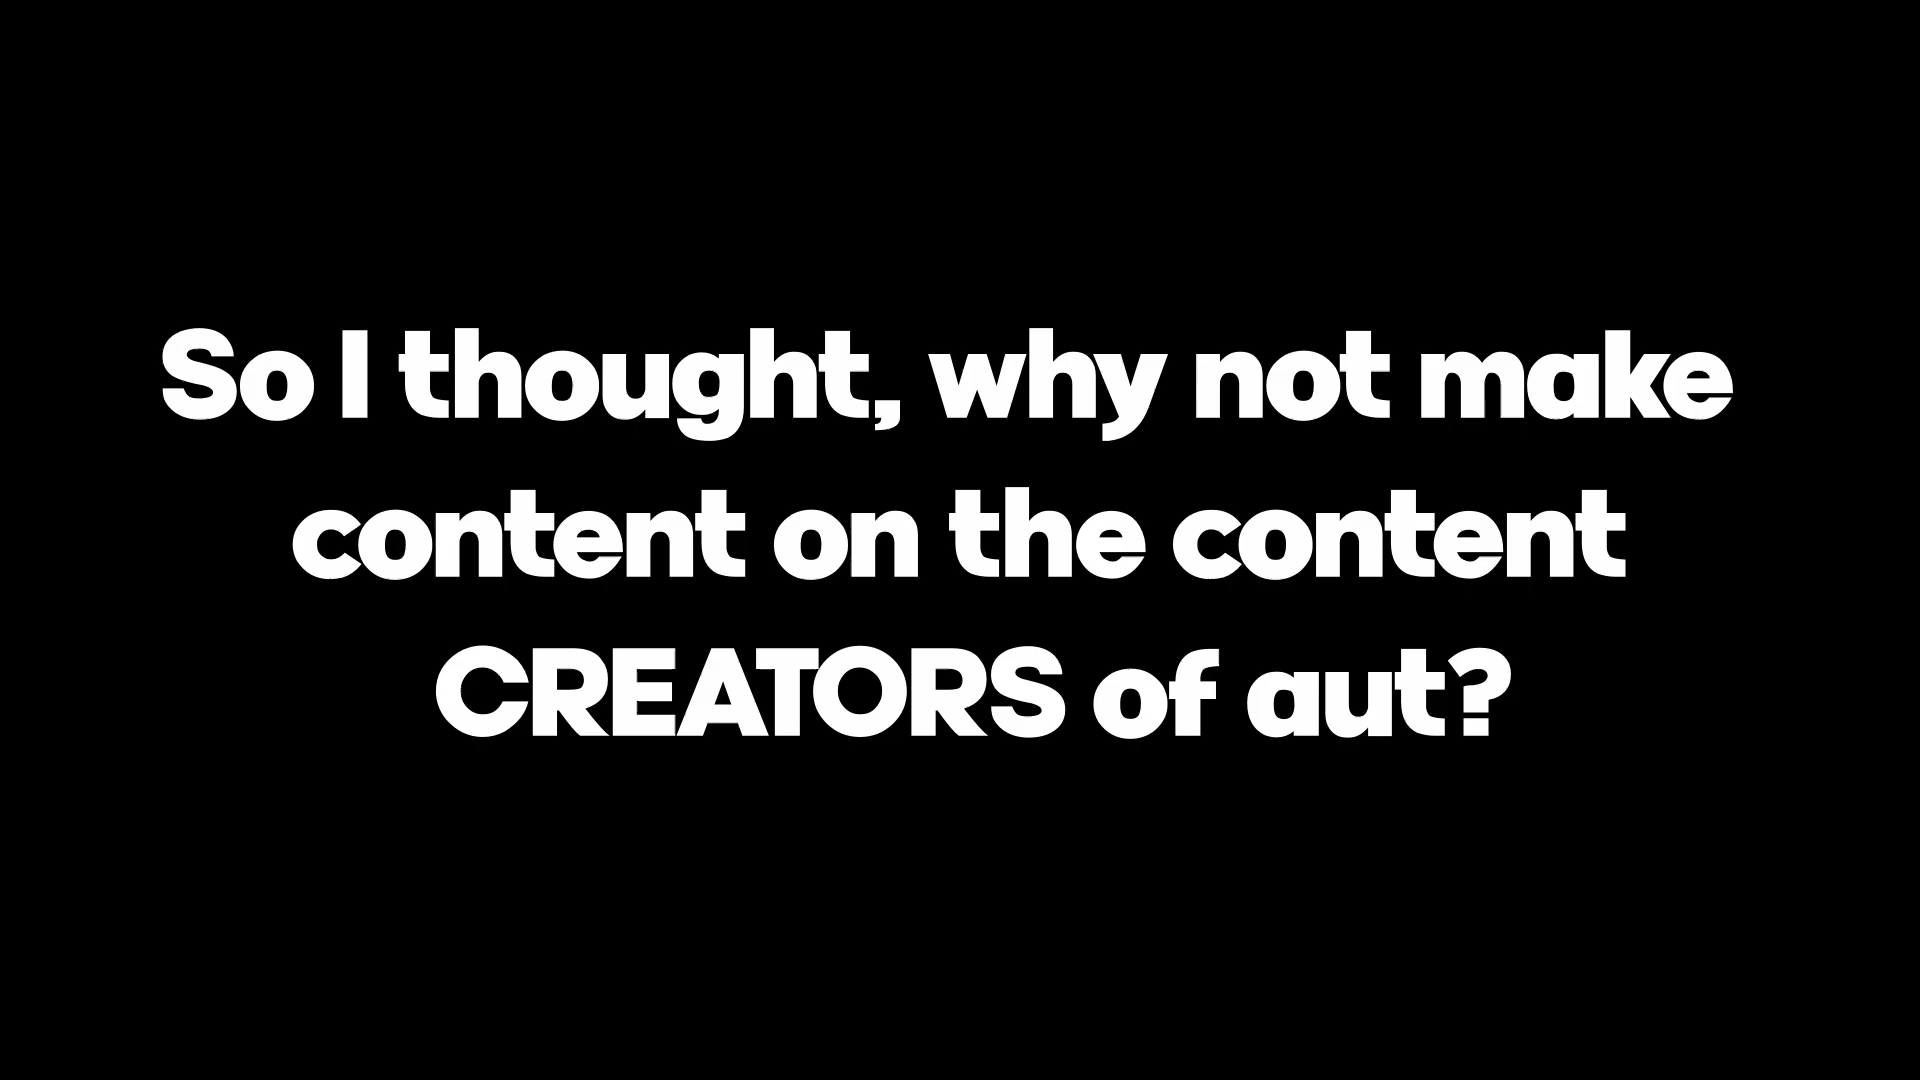 So I thought, why not make
content on the content
CREATORS of aut?